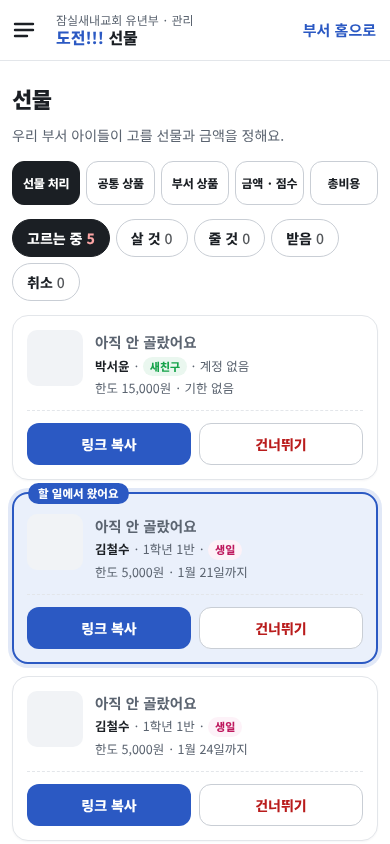 잠실새내교회 유년부 · 관리
도전!!! 선물
부서 홈으로
선물
우리 부서 아이들이 고를 선물과 금액을 정해요.
선물 처리
공통 상품
부서 상품
금액 · 점수
총비용
고르는 중 5
살 것 0
줄 것 0
받음 0
취소 0
아직 안 골랐어요
박서윤 · 새친구 · 계정 없음
한도 15,000원 · 기한 없음
링크 복사
건너뛰기
할 일에서 왔어요
아직 안 골랐어요
김철수 · 1학년 1반 · 생일
한도 5,000원 · 1월 21일까지
링크 복사
건너뛰기
아직 안 골랐어요
김철수 · 1학년 1반 · 생일
한도 5,000원 · 1월 24일까지
링크 복사
건너뛰기